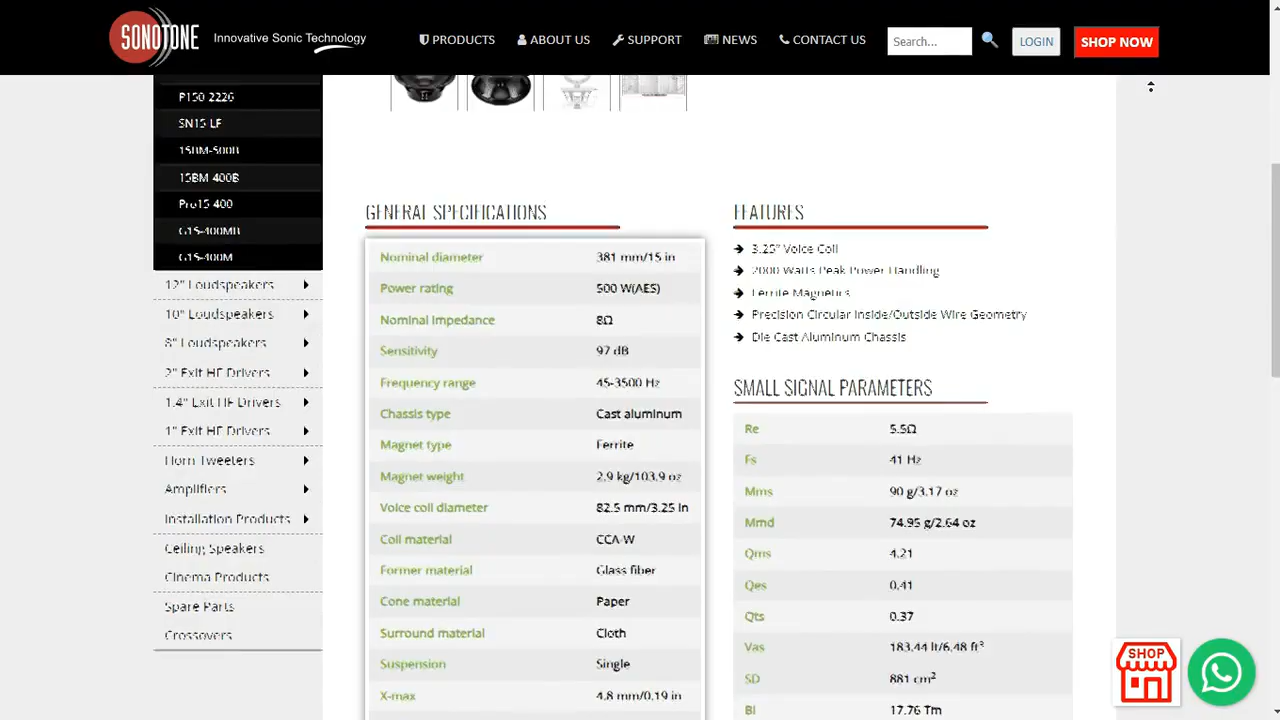 SONOTONE
Innovative Sonic Technology
PRODUCTS
ABOUT US
SUPPORT
NEWS
CONTACT US
Search...
LOGIN
SHOP NOW
P150-2226
SN15-LF
15BM-500B
15BM-400B
Pro15-400
G15-400MB
G15-400M
12" Loudspeakers
10" Loudspeakers
8" Loudspeakers
2" Exit HF Drivers
1.4" Exit HF Drivers
1" Exit HF Drivers
Horn Tweeters
Amplifiers
Installation Products
Ceiling Speakers
Cinema Products
Spare Parts
Crossovers
GENERAL SPECIFICATIONS
Nominal diameter 381 mm/15 in
Power rating 500 W(AES)
Nominal impedance 8Ω
Sensitivity 97 dB
Frequency range 45-3500 Hz
Chassis type Cast aluminum
Magnet type Ferrite
Magnet weight 2.9 kg/103.9 oz
Voice coil diameter 82.5 mm/3.25 in
Coil material CCA-W
Former material Glass fiber
Cone material Paper
Surround material Cloth
Suspension Single
X-max 4.8 mm/0.19 in
FEATURES
3.25" Voice Coil
2000 Watts Peak Power Handling
Ferrite Magnetics
Precision Circular Inside/Outside Wire Geometry
Die Cast Aluminum Chassis
SMALL SIGNAL PARAMETERS
Re 5.5Ω
Fs 41 Hz
Mms 90 g/3.17 oz
Mmd 74.95 g/2.64 oz
Qms 4.21
Qes 0.41
Qts 0.37
Vas 183.44 lt/6.48 ft³
SD 881 cm²
Bl 17.76 Tm
SHOP